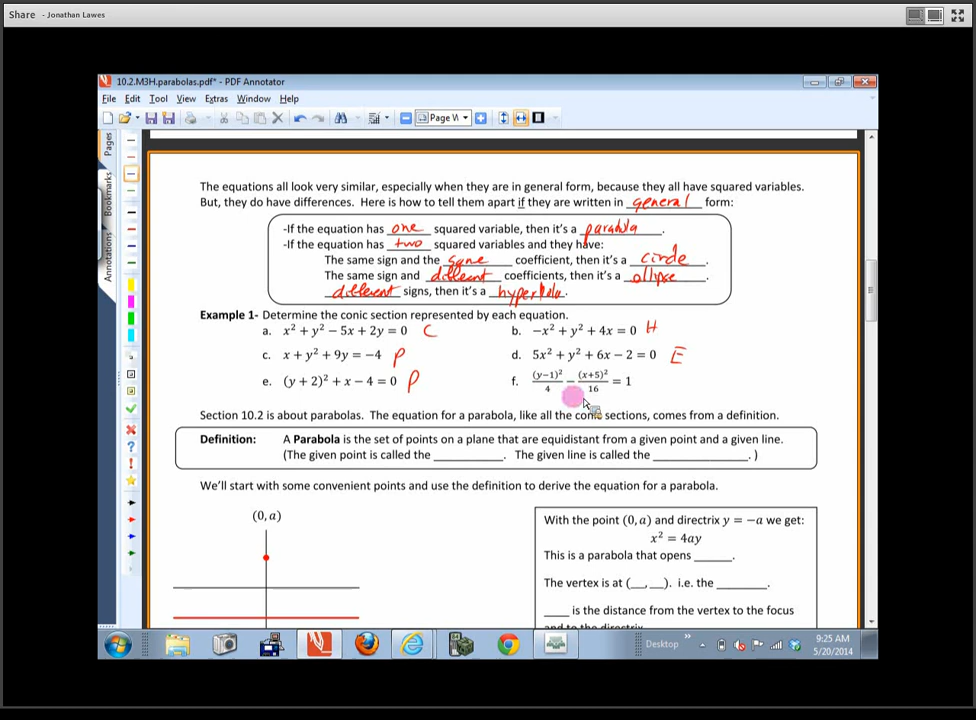 Share - Jonathan Lawes
10.2.M3H.parabolas.pdf* - PDF Annotator
File Edit Tool View Extras Window Help
Page W
Pages
Bookmarks
Annotations
The equations all look very similar, especially when they are in general form, because they all have squared variables.
But, they do have differences. Here is how to tell them apart if they are written in general form:
-If the equation has one squared variable, then it's a parabola.
-If the equation has two squared variables and they have:
The same sign and the same coefficient, then it's a circle.
The same sign and different coefficients, then it's a ellipse.
different signs, then it's a hyperbola.
Example 1- Determine the conic section represented by each equation.
a. x² + y² − 5x + 2y = 0 C
b. −x² + y² + 4x = 0 H
c. x + y² + 9y = −4 P
d. 5x² + y² + 6x − 2 = 0 E
e. (y + 2)² + x − 4 = 0 P
f. (y−1)²/4 − (x+5)²/16 = 1
Section 10.2 is about parabolas. The equation for a parabola, like all the conic sections, comes from a definition.
Definition: A Parabola is the set of points on a plane that are equidistant from a given point and a given line.
(The given point is called the __________. The given line is called the ______________. )
We'll start with some convenient points and use the definition to derive the equation for a parabola.
(0, a)
With the point (0, a) and directrix y = −a we get:
x² = 4ay
This is a parabola that opens ______.
The vertex is at (__, __). i.e. the ________.
____ is the distance from the vertex to the focus
and to the directrix
Desktop
9:25 AM
5/20/2014